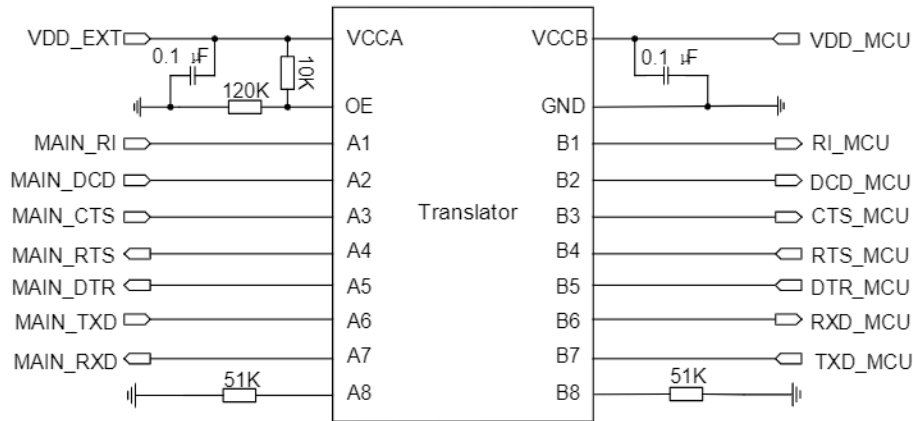 VDD_EXT VCCA VCCB VDD_MCU
0.1 µF 10K 0.1 µF
120K OE GND
MAIN_RI A1 B1 RI_MCU
MAIN_DCD A2 B2 DCD_MCU
MAIN_CTS A3 Translator B3 CTS_MCU
MAIN_RTS A4 B4 RTS_MCU
MAIN_DTR A5 B5 DTR_MCU
MAIN_TXD A6 B6 RXD_MCU
MAIN_RXD A7 B7 TXD_MCU
51K A8 B8 51K